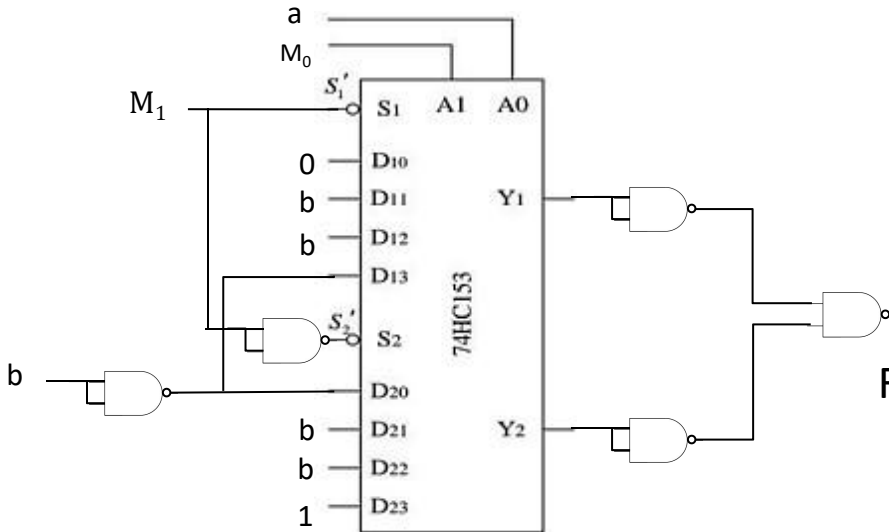 a
M₀
M₁
S₁′
S₁ A1 A0
0 D₁₀
b D₁₁ Y₁
b D₁₂
D₁₃
74HC153
S₂′
S₂
b
D₂₀
F
b D₂₁ Y₂
b D₂₂
1 D₂₃